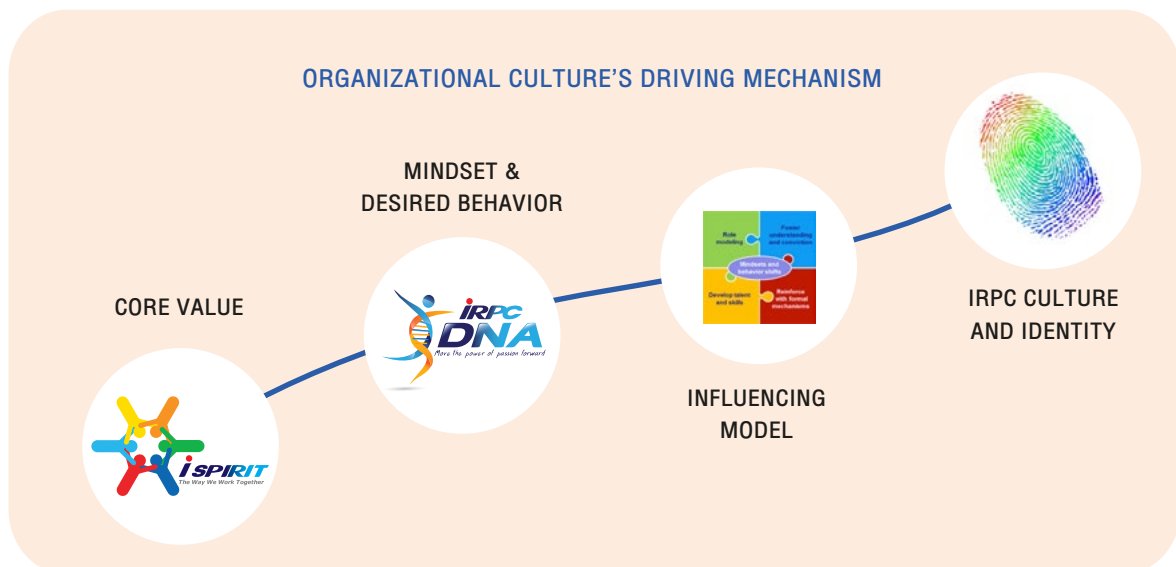 ORGANIZATIONAL CULTURE'S DRIVING MECHANISM
CORE VALUE
i SPIRIT
The Way We Work Together
MINDSET &
DESIRED BEHAVIOR
iRPC
DNA
Move the power of passion forward
Role
modeling
Foster
understanding
and conviction
Mindsets and
behavior skills
Develop talent
and skills
Reinforce
with formal
mechanisms
INFLUENCING
MODEL
IRPC CULTURE
AND IDENTITY